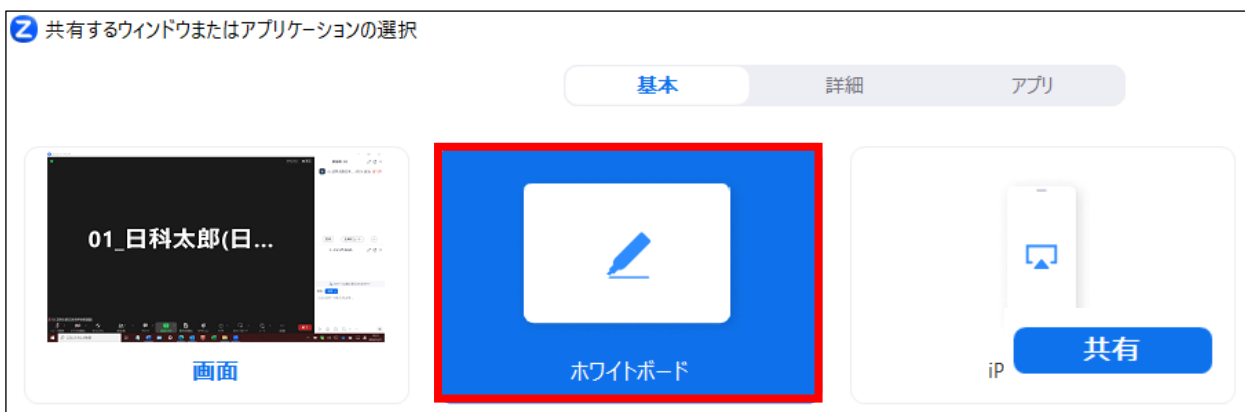 共有するウィンドウまたはアプリケーションの選択
基本
詳細
アプリ
01_日科太郎(日...
画面
ホワイトボード
iP
共有